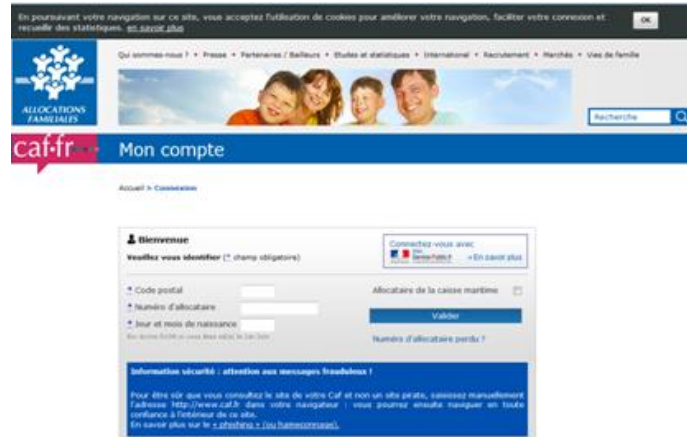 En poursuivant votre navigation sur ce site, vous acceptez l'utilisation de cookies pour améliorer votre navigation, faciliter votre connexion et
recueillir des statistiques. en savoir plus
OK
Qui sommes-nous ? • Presse • Partenaires / Bailleurs • Etudes et statistiques • International • Recrutement • Marchés • Vies de famille
ALLOCATIONS
FAMILIALES
Recherche
caf.fr
Mon compte
Accueil > Connexion
Bienvenue
Veuillez vous identifier (* champ obligatoire)
Connectez-vous avec
Service-Public.fr
» En savoir plus
* Code postal
Allocataire de la caisse maritime
* Numéro d'allocataire
Valider
* Jour et mois de naissance
Numéro d'allocataire perdu ?
Information sécurité : attention aux messages frauduleux !
Pour être sûr que vous consultez le site de votre Caf et non un site pirate, saisissez manuellement
l'adresse http://www.caf.fr dans votre navigateur : vous pourrez ensuite naviguer en toute
confiance à l'intérieur de ce site.
En savoir plus sur le « phishing » (ou hameçonnage).